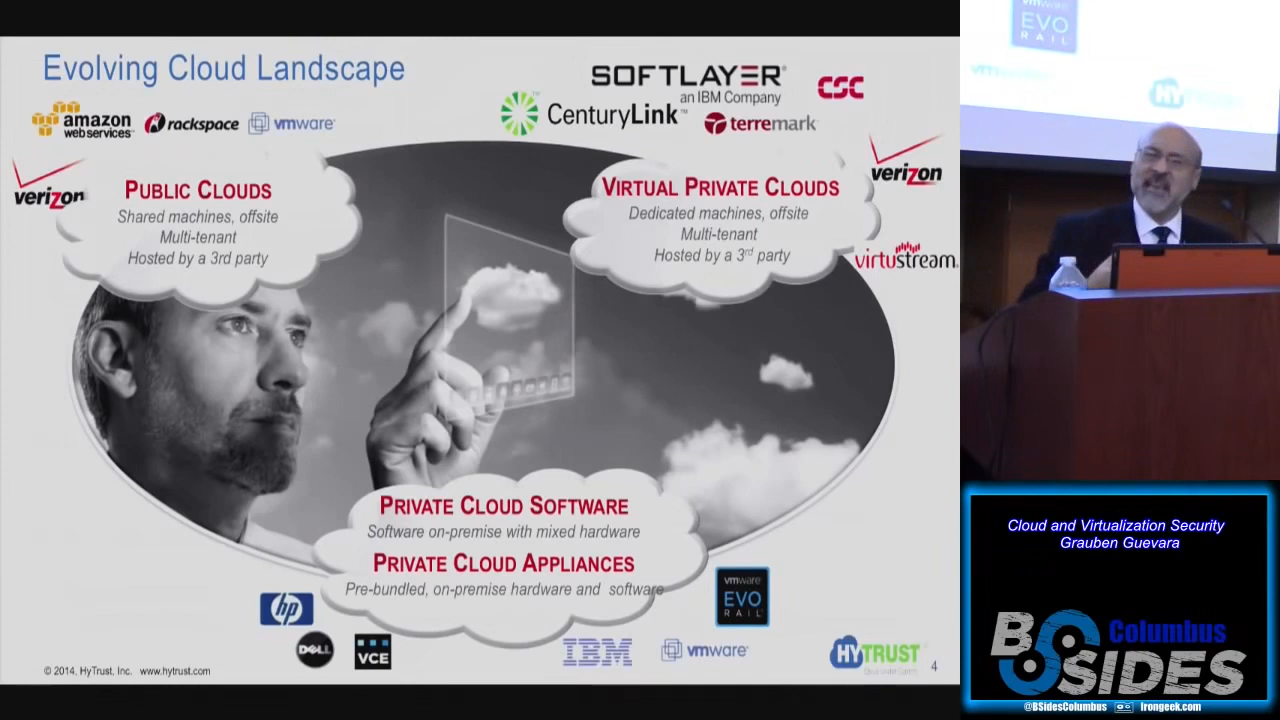 Evolving Cloud Landscape
amazon
webservices
rackspace
vmware
SOFTLAYER
an IBM Company
CSC
CenturyLink
terremark
verizon
PUBLIC CLOUDS
Shared machines, offsite
Multi-tenant
Hosted by a 3rd party
VIRTUAL PRIVATE CLOUDS
Dedicated machines, offsite
Multi-tenant
Hosted by a 3rd party
verizon
virtustream
PRIVATE CLOUD SOFTWARE
Software on-premise with mixed hardware
PRIVATE CLOUD APPLIANCES
Pre-bundled, on-premise hardware and software
hp
DELL
VCE
vmware
EVO
RAIL
IBM
vmware
HYTRUST
© 2014, HyTrust, Inc. www.hytrust.com
4
vmware
EVO
RAIL
Cloud and Virtualization Security
Grauben Guevara
BSIDES
Columbus
@BSidesColumbus
Irongeek.com